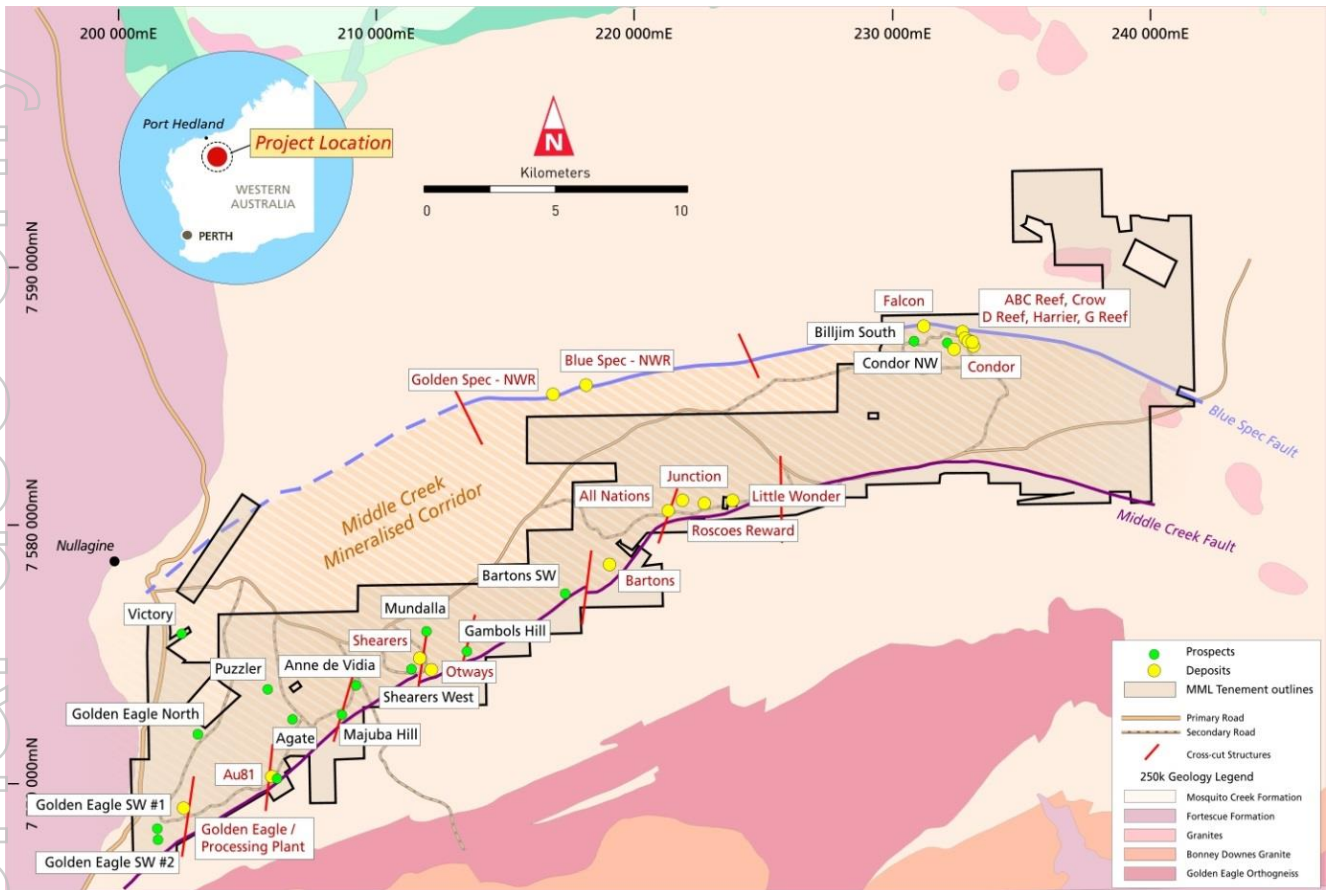 200 000mE
210 000mE
220 000mE
230 000mE
240 000mE
Port Hedland
Project Location
WESTERN
AUSTRALIA
PERTH
N
Kilometers
0
5
10
7 590 000mN
7 580 000mN
000mN
Falcon
ABC Reef, Crow
D Reef, Harrier, G Reef
Billjim South
Condor NW
Condor
Blue Spec - NWR
Golden Spec - NWR
Blue Spec Fault
Middle Creek
Mineralised Corridor
Junction
All Nations
Little Wonder
Roscoes Reward
Middle Creek Fault
Nullagine
Bartons SW
Bartons
Victory
Mundalla
Shearers
Gambols Hill
Puzzler
Anne de Vidia
Otways
Shearers West
Golden Eagle North
Agate
Majuba Hill
Au81
Golden Eagle SW #1
Golden Eagle /
Processing Plant
Golden Eagle SW #2
Prospects
Deposits
MML Tenement outlines
Primary Road
Secondary Road
Cross-cut Structures
250k Geology Legend
Mosquito Creek Formation
Fortescue Formation
Granites
Bonney Downes Granite
Golden Eagle Orthogneiss